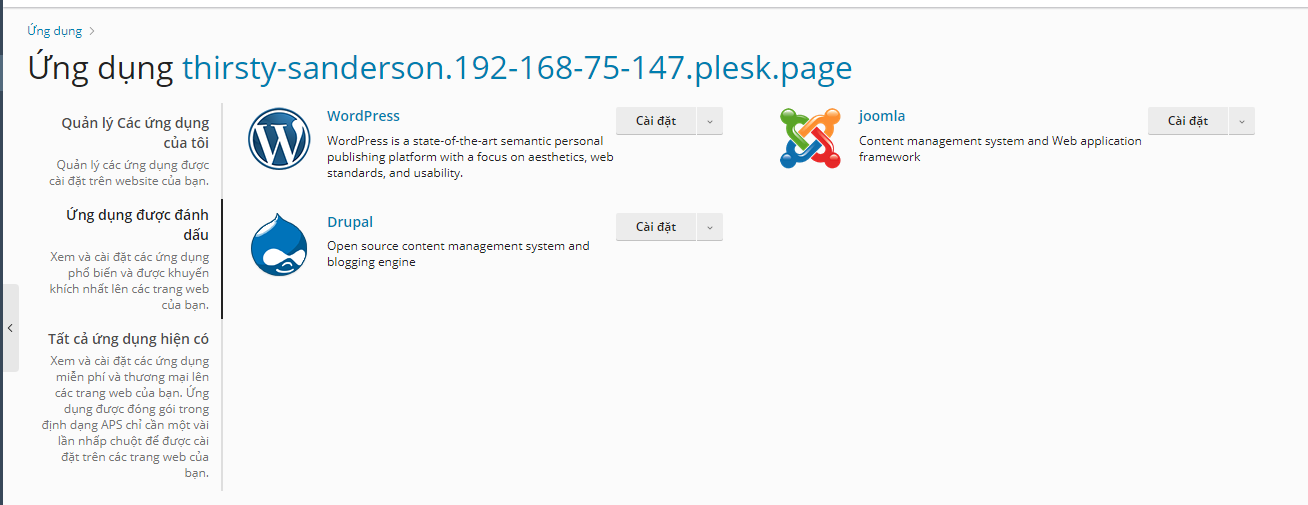 Ứng dụng >
Ứng dụng thirsty-sanderson.192-168-75-147.plesk.page
Quản lý Các ứng dụng
của tôi
Quản lý các ứng dụng được
cài đặt trên website của bạn.
Ứng dụng được đánh
dấu
Xem và cài đặt các ứng dụng
phổ biến và được khuyến
khích nhất lên các trang web
của bạn.
Tất cả ứng dụng hiện có
Xem và cài đặt các ứng dụng
miễn phí và thương mại lên
các trang web của bạn. Ứng
dụng được đóng gói trong
định dạng APS chỉ cần một vài
lần nhấp chuột để được cài
đặt trên các trang web của
bạn.
WordPress
WordPress is a state-of-the-art semantic personal
publishing platform with a focus on aesthetics, web
standards, and usability.
Cài đặt
joomla
Content management system and Web application
framework
Cài đặt
Drupal
Open source content management system and
blogging engine
Cài đặt